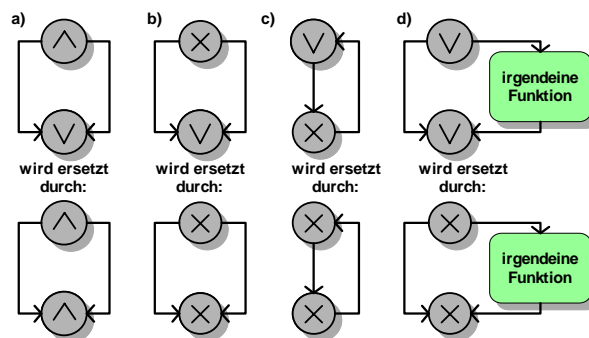 a)
b)
c)
d)
irgendeine
Funktion
wird ersetzt
durch:
wird ersetzt
durch:
wird ersetzt
durch:
wird ersetzt
durch:
irgendeine
Funktion